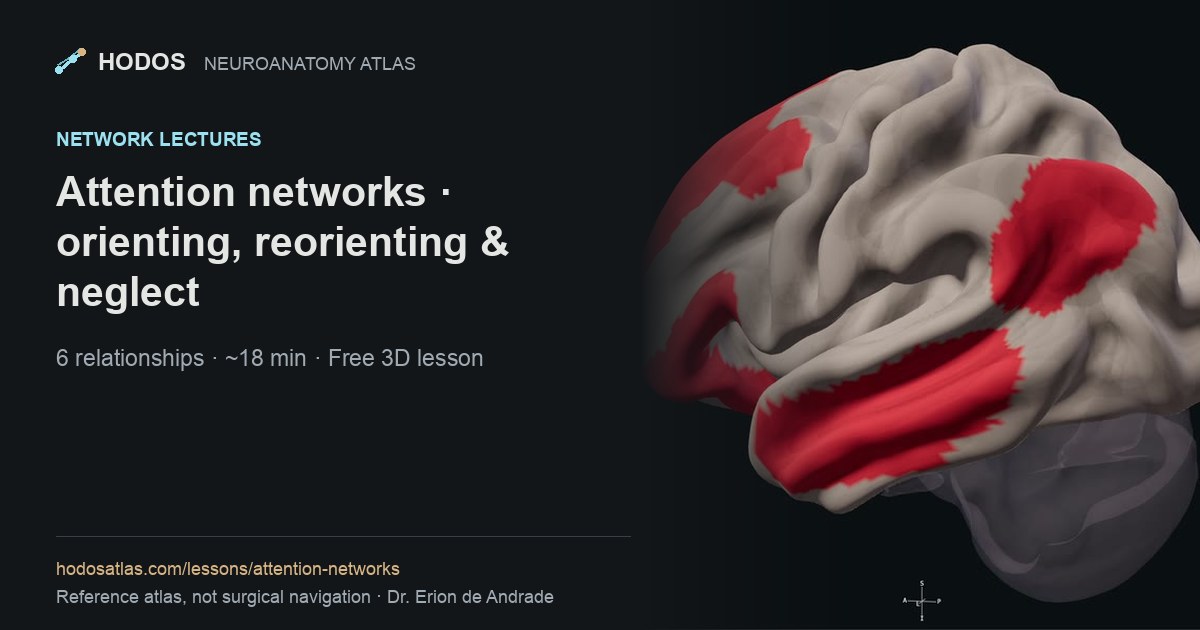 HODOS NEUROANATOMY ATLAS
NETWORK LECTURES
Attention networks ·
orienting, reorienting &
neglect
6 relationships · ~18 min · Free 3D lesson
hodosatlas.com/lessons/attention-networks
Reference atlas, not surgical navigation · Dr. Erion de Andrade
S
A L P
I